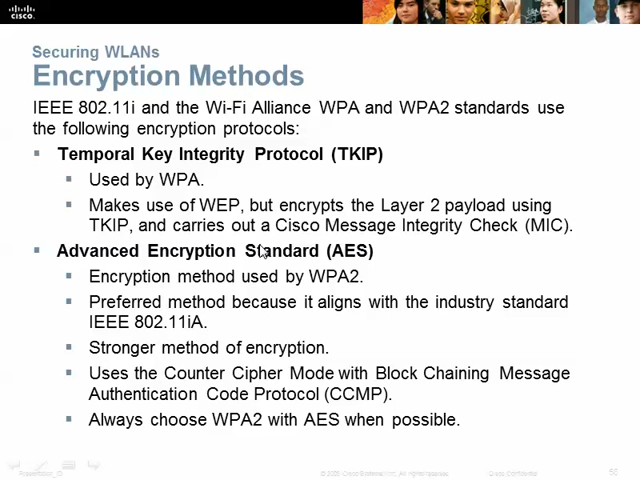 CISCO.
Securing WLANs
Encryption Methods
IEEE 802.11i and the Wi-Fi Alliance WPA and WPA2 standards use
the following encryption protocols:
▪ Temporal Key Integrity Protocol (TKIP)
▪ Used by WPA.
▪ Makes use of WEP, but encrypts the Layer 2 payload using
TKIP, and carries out a Cisco Message Integrity Check (MIC).
▪ Advanced Encryption Standard (AES)
▪ Encryption method used by WPA2.
▪ Preferred method because it aligns with the industry standard
IEEE 802.11iA.
▪ Stronger method of encryption.
▪ Uses the Counter Cipher Mode with Block Chaining Message
Authentication Code Protocol (CCMP).
▪ Always choose WPA2 with AES when possible.
Presentation_ID Cisco Systems, Inc. All rights reserved. Cisco Confidential